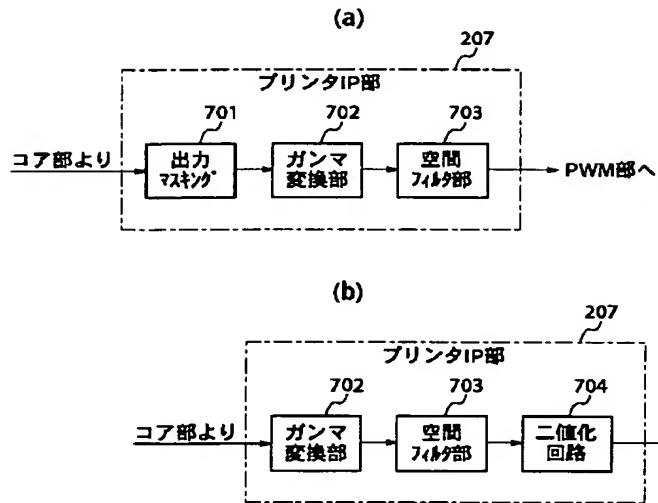 (a)
207
プリンタIP部
701
702
703
コア部より
出力
マスキング
ガンマ
変換部
空間
フィルタ部
PWM部へ
(b)
207
プリンタIP部
702
703
704
コア部より
ガンマ
変換部
空間
フィルタ部
二値化
回路